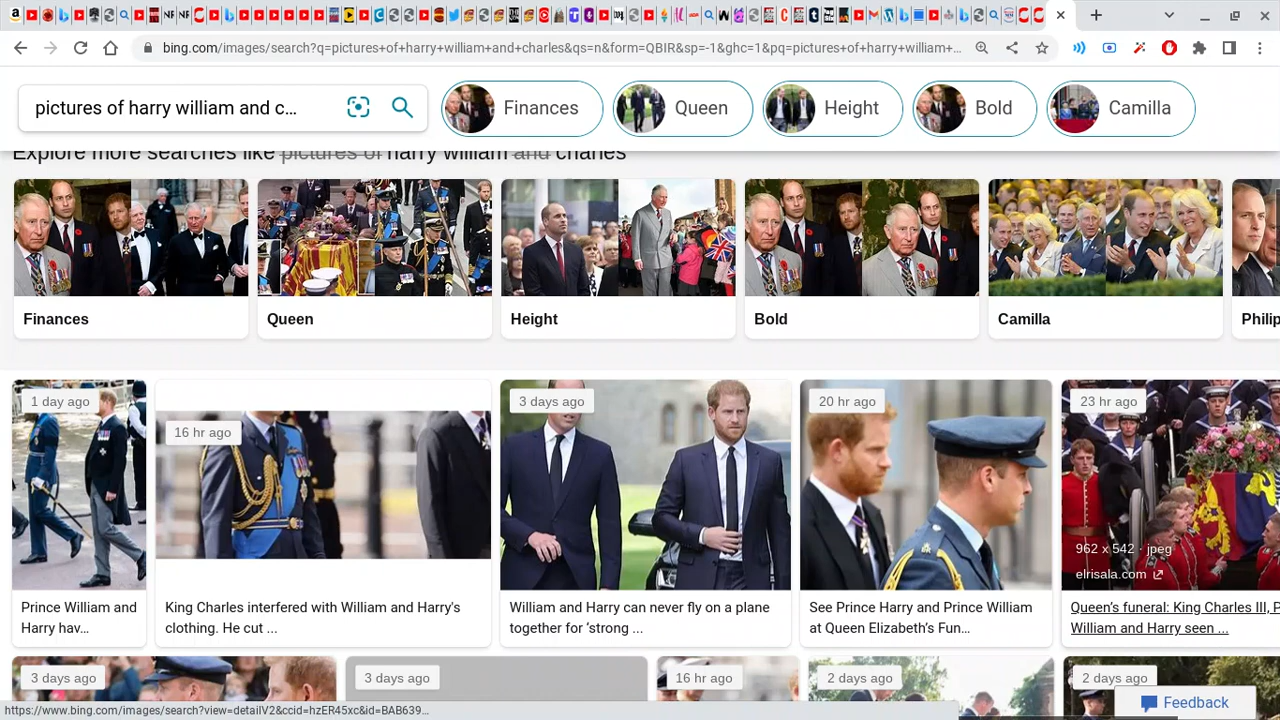 bing.com/images/search?q=pictures+of+harry+willem+and+charles&qs=n&form=QBIR&sp=-1&ghc=1&pq=pictures+of+harry+willem+...
pictures of harry william and c...
Finances
Queen
Height
Bold
Camilla
Explore more searches like pictures of harry william and charles
Finances
Queen
Height
Bold
Camilla
Philip
1 day ago
16 hr ago
3 days ago
20 hr ago
23 hr ago
962 x 542 · jpeg
elrisala.com
Prince William and
Harry hav...
King Charles interfered with William and Harry's
clothing. He cut ...
William and Harry can never fly on a plane
together for ‘strong ...
See Prince Harry and Prince William
at Queen Elizabeth’s Fun...
Queen’s funeral: King Charles III, P
William and Harry seen ...
3 days ago
3 days ago
16 hr ago
2 days ago
2 days ago
Feedback
https://www.bing.com/images/search?view=detailV2&ccid=hzER45xc&id=BAB639...